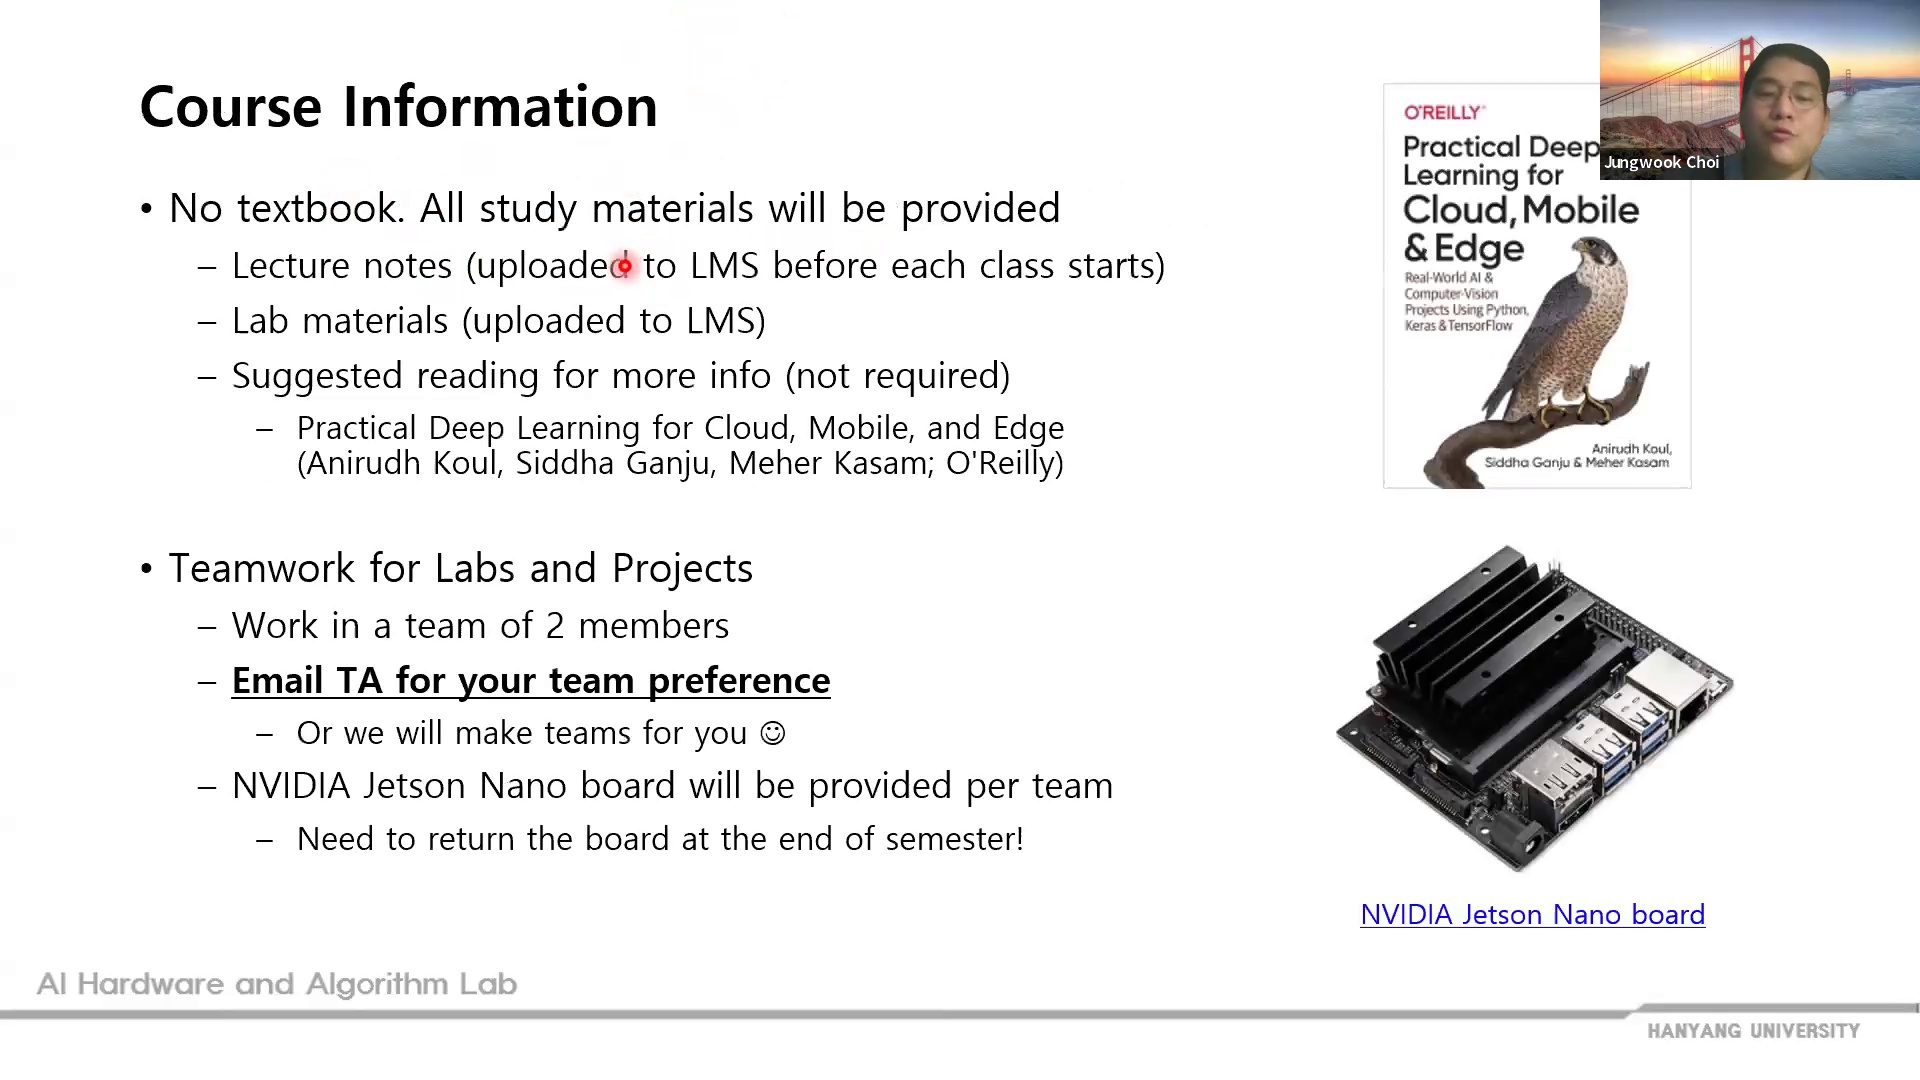 Course Information
• No textbook. All study materials will be provided
– Lecture notes (uploaded to LMS before each class starts)
– Lab materials (uploaded to LMS)
– Suggested reading for more info (not required)
– Practical Deep Learning for Cloud, Mobile, and Edge
(Anirudh Koul, Siddha Ganju, Meher Kasam; O'Reilly)
• Teamwork for Labs and Projects
– Work in a team of 2 members
– Email TA for your team preference
– Or we will make teams for you ☺
– NVIDIA Jetson Nano board will be provided per team
– Need to return the board at the end of semester!
O'REILLY®
Practical Deep
Learning for
Cloud, Mobile
& Edge
Real-World AI &
Computer-Vision
Projects Using Python,
Keras & TensorFlow
Anirudh Koul,
Siddha Ganju & Meher Kasam
Jungwook Choi
NVIDIA Jetson Nano board
AI Hardware and Algorithm Lab
HANYANG UNIVERSITY